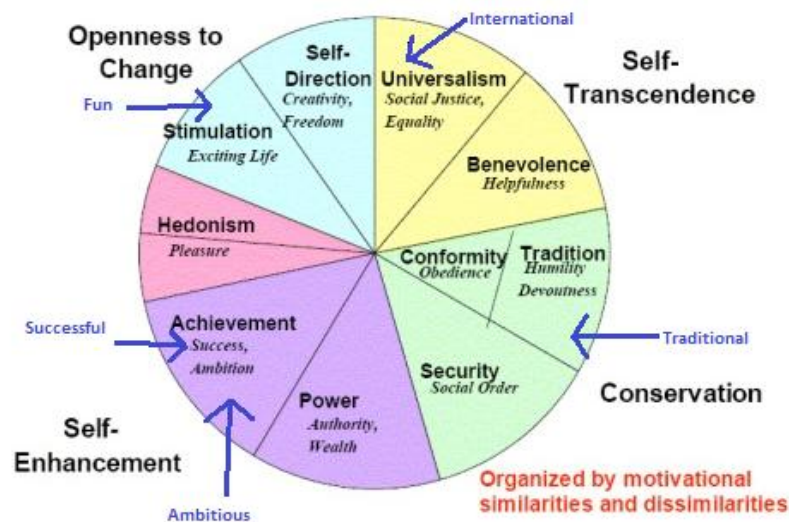 International
Openness to
Change
Self-
Direction
Creativity,
Freedom
Universalism
Social Justice,
Equality
Self-
Transcendence
Fun
Stimulation
Exciting Life
Benevolence
Helpfulness
Hedonism
Pleasure
Conformity
Obedience
Tradition
Humility
Devoutness
Successful
Achievement
Success,
Ambition
Traditional
Security
Social Order
Power
Authority,
Wealth
Conservation
Self-
Enhancement
Organized by motivational
similarities and dissimilarities
Ambitious